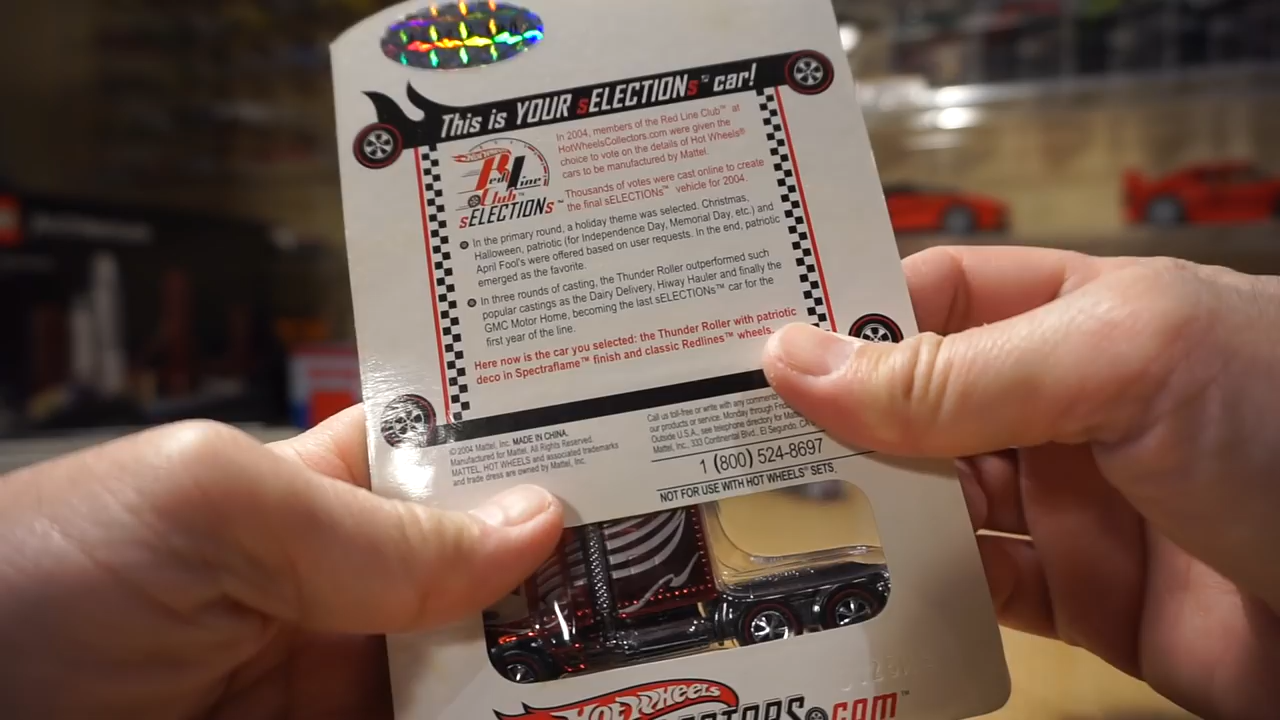 This is YOUR sELECTIONs™ car!
HotWheels
Red Line
Club™
sELECTIONs™
In 2004, members of the Red Line Club™ at
HotWheelsCollectors.com were given the
choice to vote on the details of Hot Wheels®
cars to be manufactured by Mattel.
Thousands of votes were cast online to create
the final sELECTIONs™ vehicle for 2004.
In the primary round, a holiday theme was selected. Christmas,
Halloween, patriotic (for Independence Day, Memorial Day, etc.) and
April Fool's were offered based on user requests. In the end, patriotic
emerged as the favorite.
In three rounds of casting, the Thunder Roller outperformed such
popular castings as the Dairy Delivery, Hiway Hauler and finally the
GMC Motor Home, becoming the last sELECTIONs™ car for the
first year of the line.
Here now is the car you selected: the Thunder Roller with patriotic
deco in Spectraflame™ finish and classic Redlines™ wheels.
©2004 Mattel, Inc. MADE IN CHINA.
Manufactured for Mattel. All Rights Reserved.
MATTEL, HOT WHEELS and associated trademarks
and trade dress are owned by Mattel, Inc.
Call us toll-free or write with any comments
our products or service. Monday through
Outside U.S.A., see telephone directory for
Mattel, Inc., 333 Continental Blvd., El Segundo, CA
1 (800) 524-8697
NOT FOR USE WITH HOT WHEELS® SETS.
HOT WHEELS
.com™